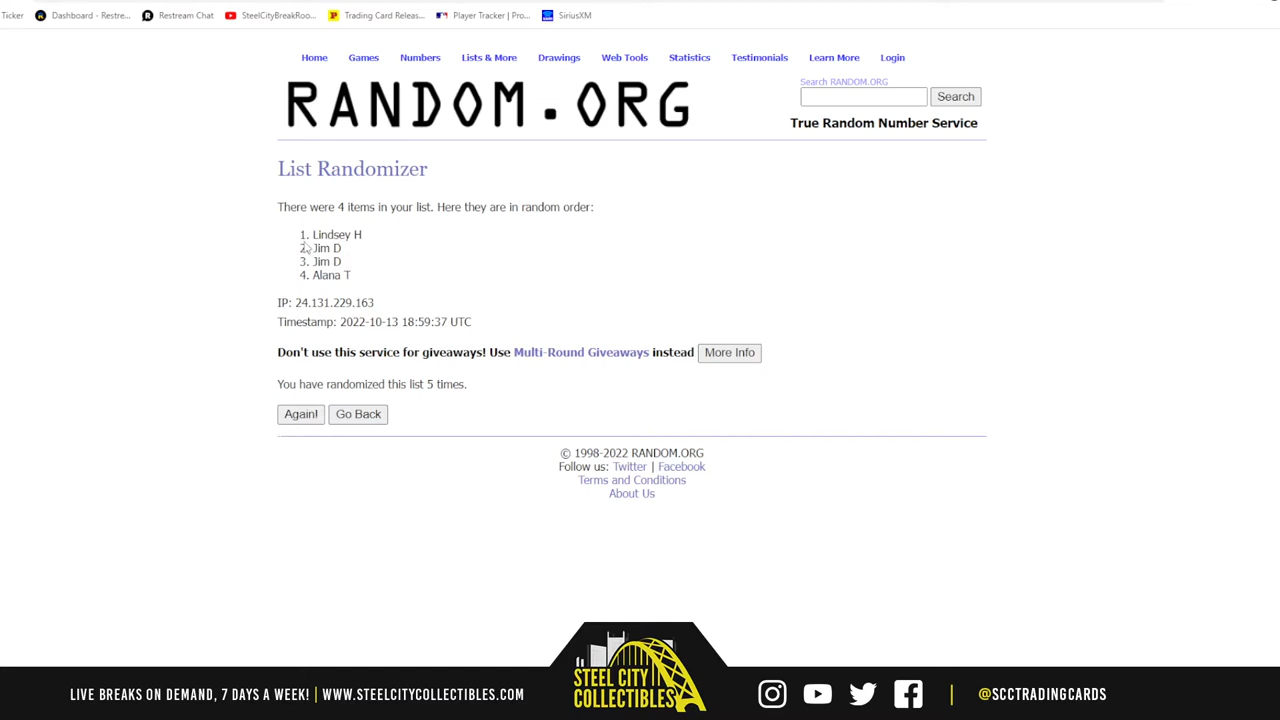 Ticker Dashboard - Restre... Restream Chat SteelCityBreakRoo... Trading Card Releas... Player Tracker | Pro... SiriusXM
Home Games Numbers Lists & More Drawings Web Tools Statistics Testimonials Learn More Login
RANDOM.ORG
Search RANDOM.ORG
Search
True Random Number Service
List Randomizer
There were 4 items in your list. Here they are in random order:
1. Lindsey H
2. Jim D
3. Jim D
4. Alana T
IP: 24.131.229.163
Timestamp: 2022-10-13 18:59:37 UTC
Don't use this service for giveaways! Use Multi-Round Giveaways instead More Info
You have randomized this list 5 times.
Again! Go Back
© 1998-2022 RANDOM.ORG
Follow us: Twitter | Facebook
Terms and Conditions
About Us
LIVE BREAKS ON DEMAND, 7 DAYS A WEEK! | WWW.STEELCITYCOLLECTIBLES.COM
STEEL CITY
COLLECTIBLES
| @SCCTRADINGCARDS